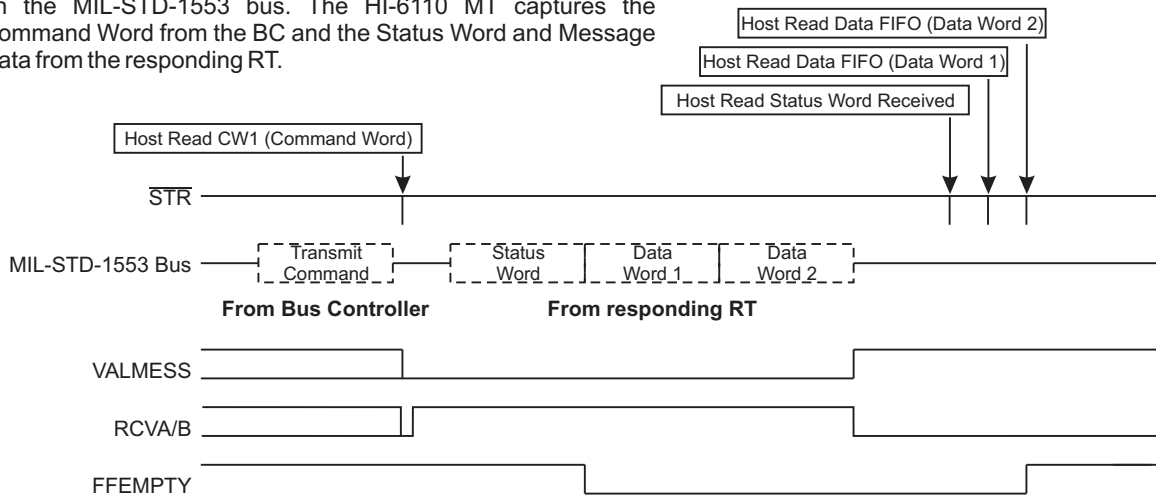 the MIL-STD-1553 bus. The HI-6110 MT captures the
Command Word from the BC and the Status Word and Message
from the responding RT.
Host Read Data FIFO (Data Word 2)
Host Read Data FIFO (Data Word 1)
Host Read Status Word Received
Host Read CW1 (Command Word)
STR
MIL-STD-1553 Bus
Transmit
Command
Status
Word
Data
Word 1
Data
Word 2
From Bus Controller
From responding RT
VALMESS
RCVA/B
FFEMPTY